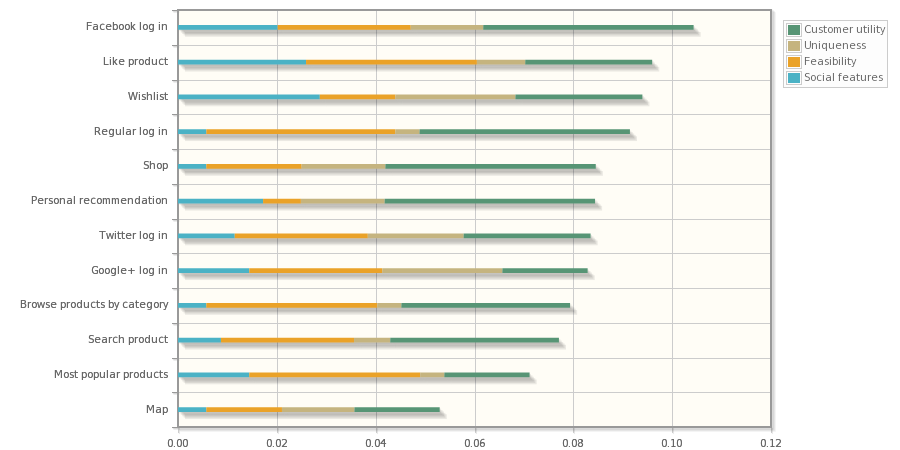 Facebook log in
Like product
Wishlist
Regular log in
Shop
Personal recommendation
Twitter log in
Google+ log in
Browse products by category
Search product
Most popular products
Map
0.00 0.02 0.04 0.06 0.08 0.10 0.12
Customer utility
Uniqueness
Feasibility
Social features